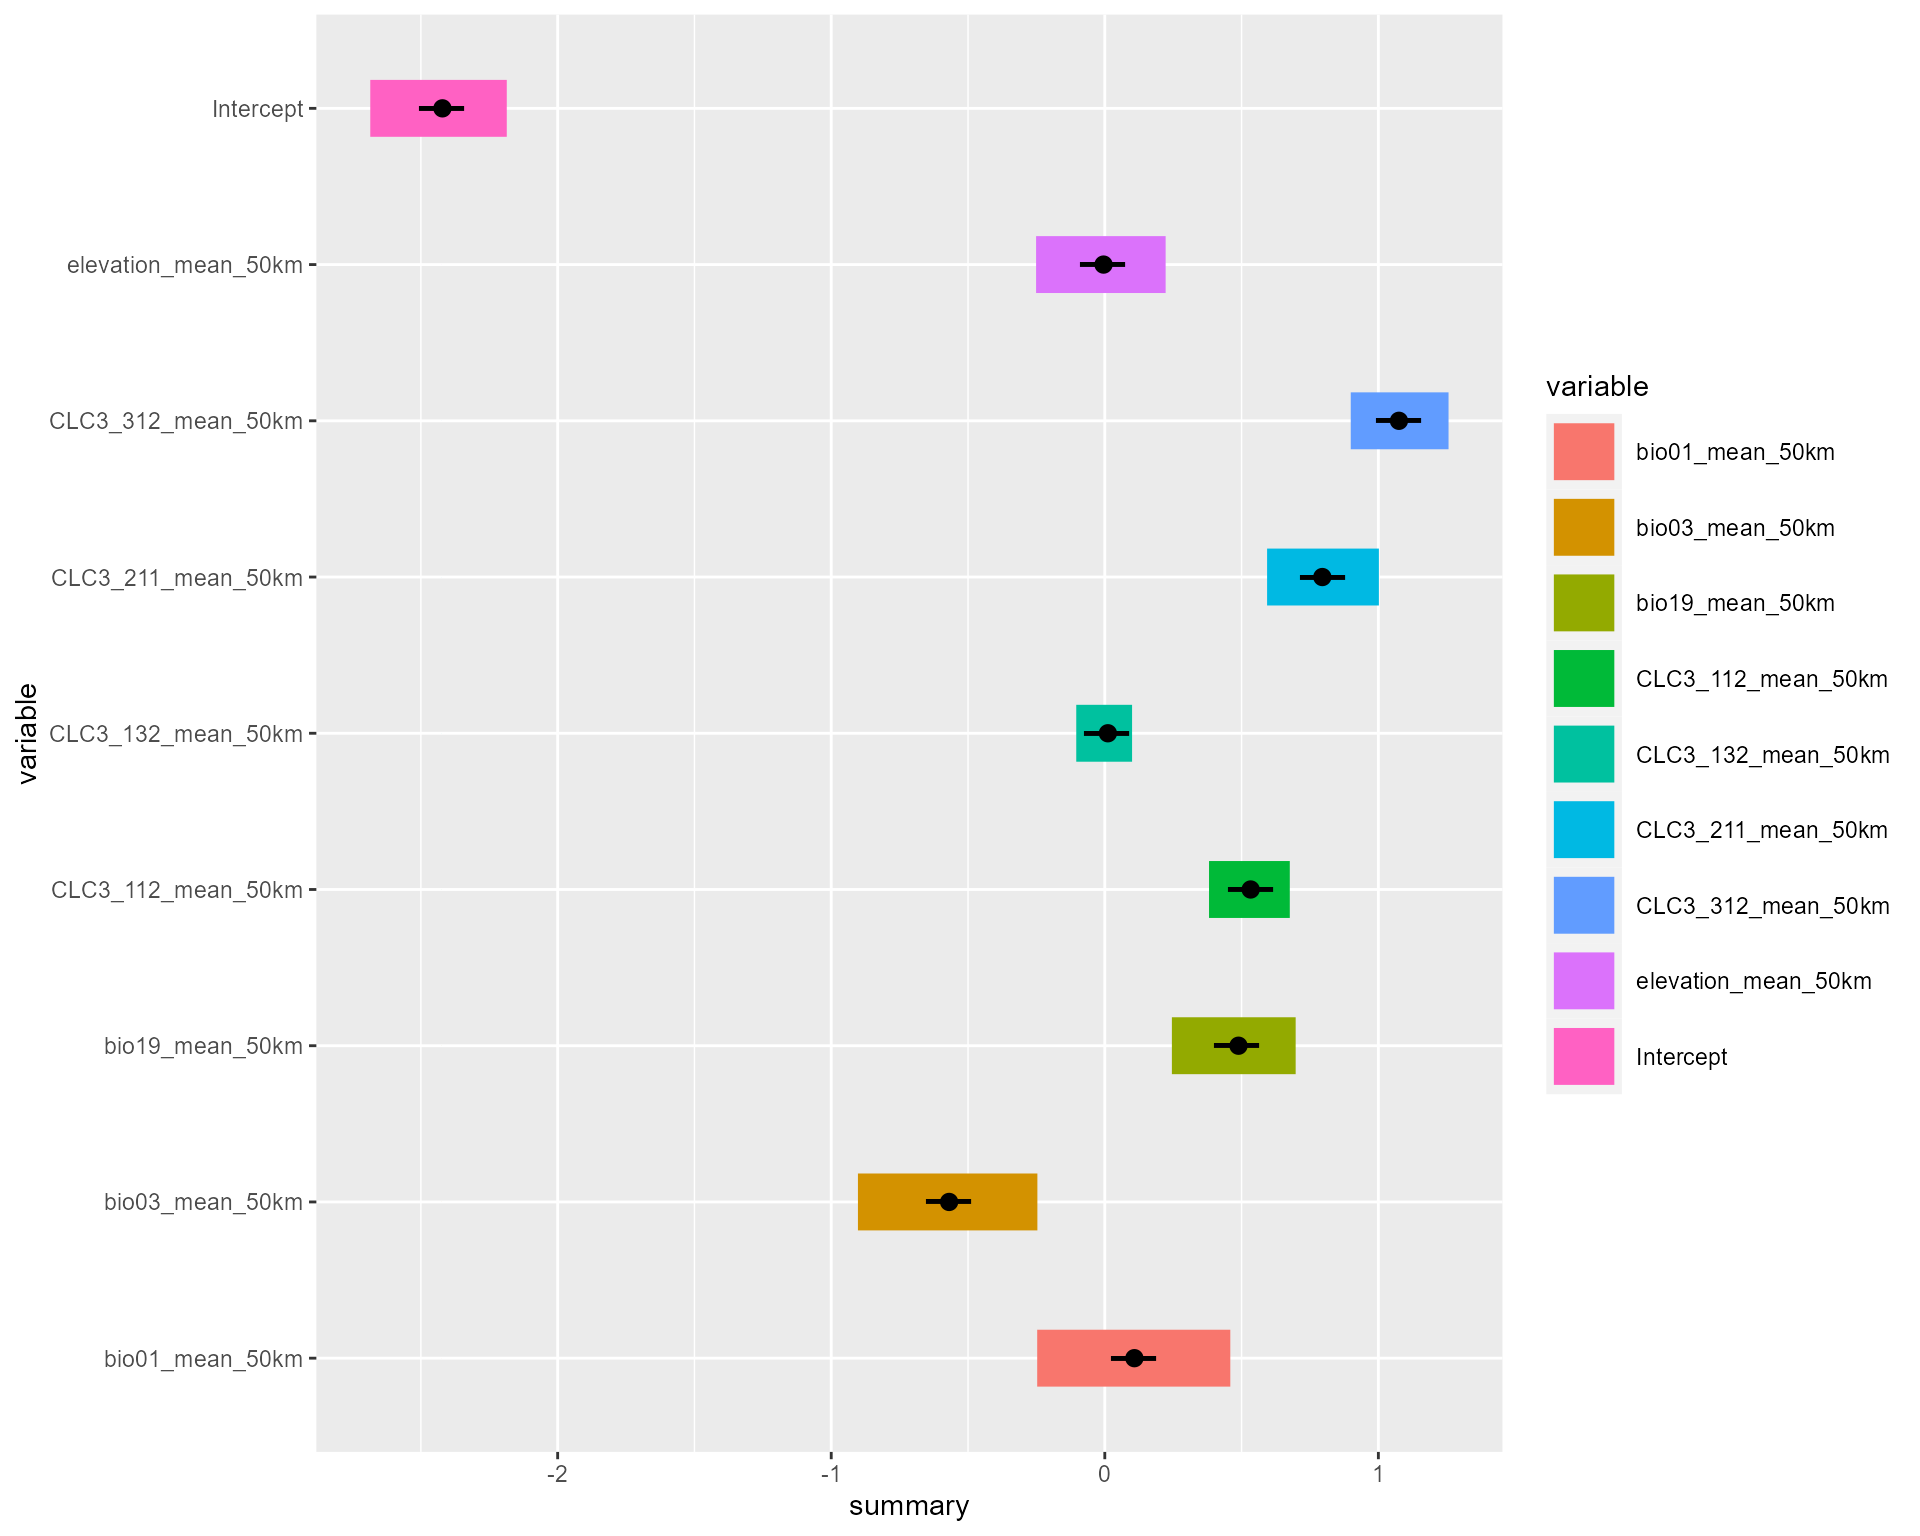 Intercept
elevation_mean_50km
CLC3_312_mean_50km
CLC3_211_mean_50km
CLC3_132_mean_50km
CLC3_112_mean_50km
bio19_mean_50km
bio03_mean_50km
bio01_mean_50km
variable
-2 -1 0 1
summary
variable
bio01_mean_50km
bio03_mean_50km
bio19_mean_50km
CLC3_112_mean_50km
CLC3_132_mean_50km
CLC3_211_mean_50km
CLC3_312_mean_50km
elevation_mean_50km
Intercept